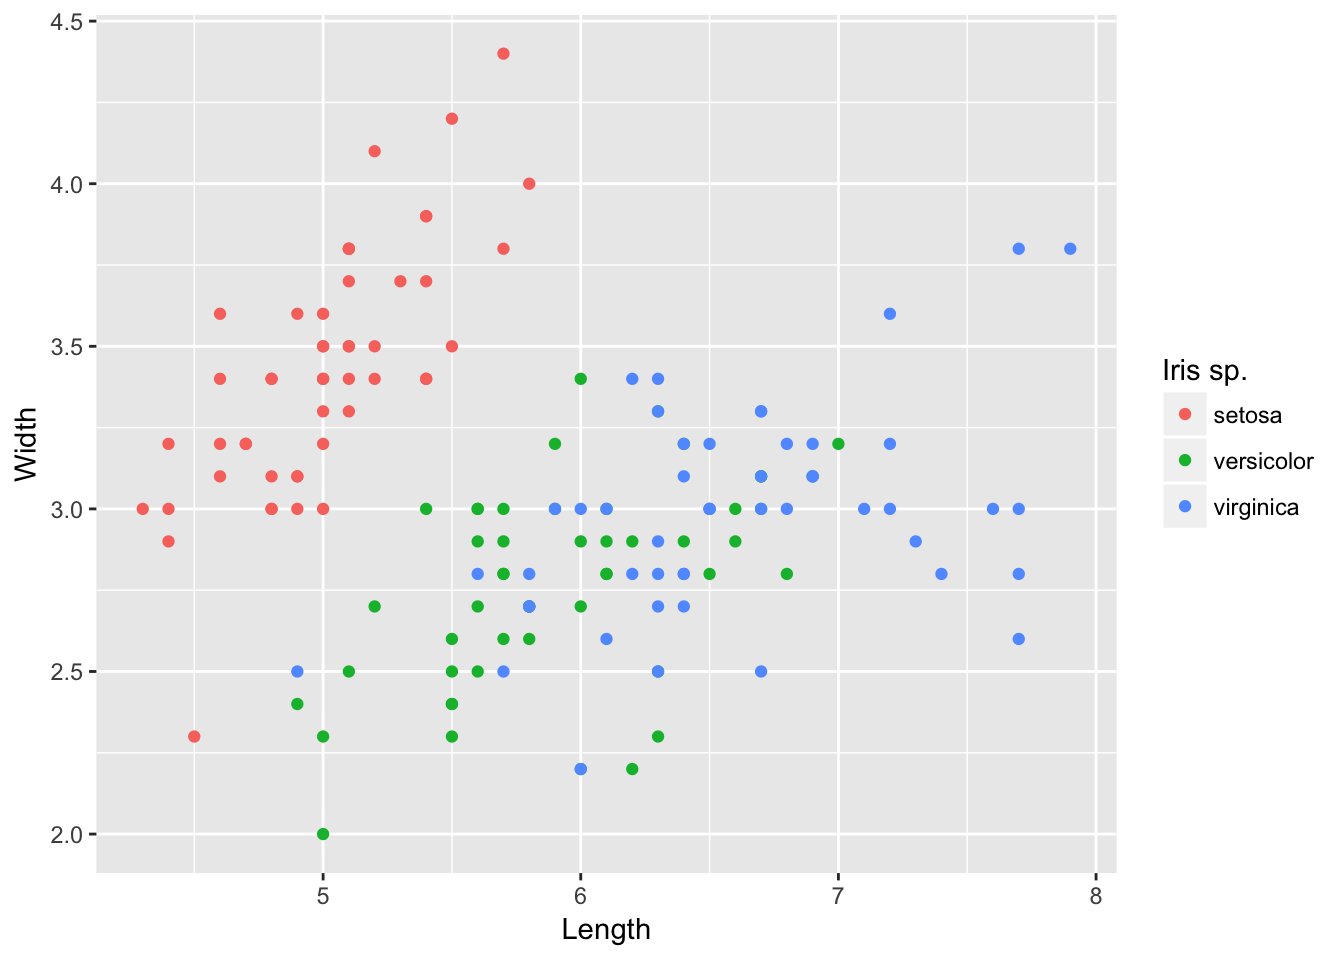 4.5
4.0
3.5
3.0
2.5
2.0
Width
5 6 7 8
Length
Iris sp.
setosa
versicolor
virginica